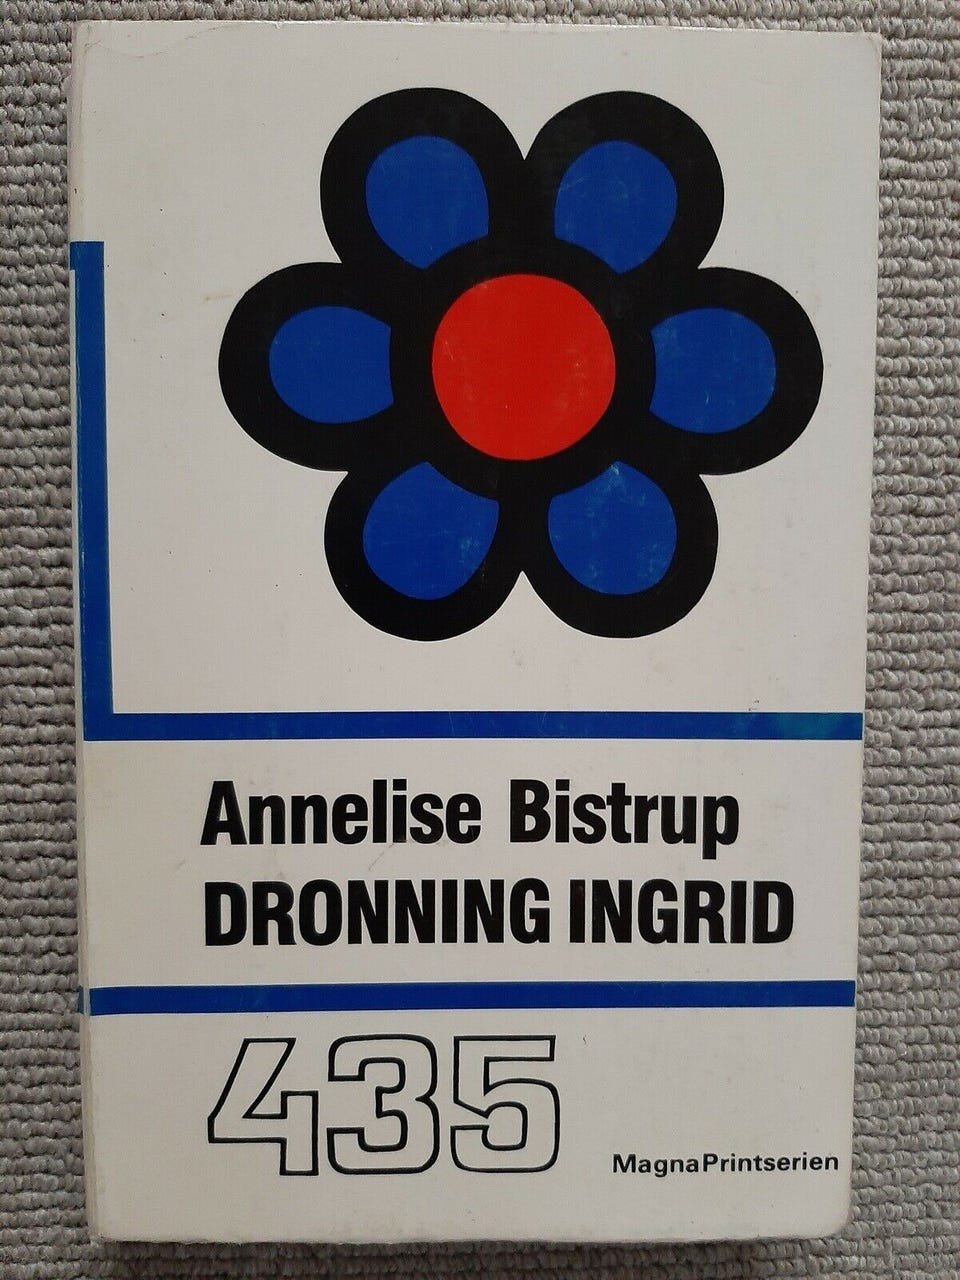 Annelise Bistrup
DRONNING INGRID
435
MagnaPrintserien